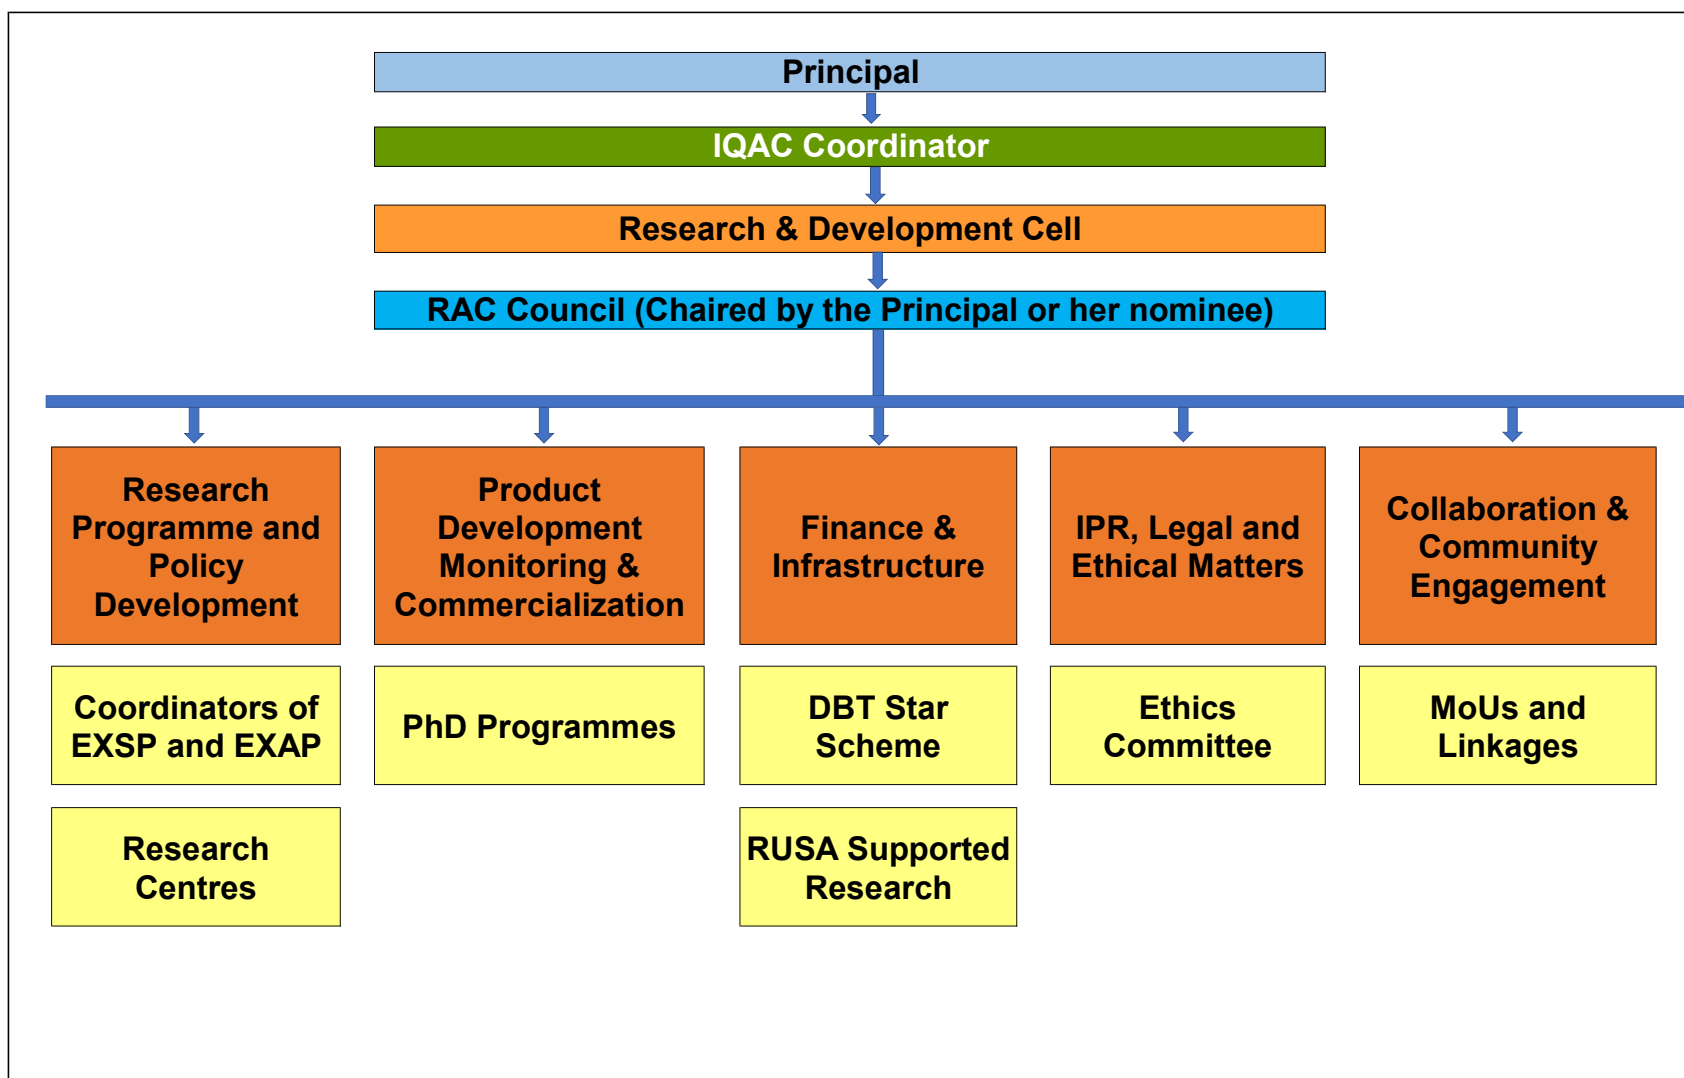 Principal
IQAC Coordinator
Research & Development Cell
RAC Council (Chaired by the Principal or her nominee)
Research
Programme and
Policy
Development
Product
Development
Monitoring &
Commercialization
Finance &
Infrastructure
IPR, Legal and
Ethical Matters
Collaboration &
Community
Engagement
Coordinators of
EXSP and EXAP
PhD Programmes
DBT Star
Scheme
Ethics
Committee
MoUs and
Linkages
Research
Centres
RUSA Supported
Research